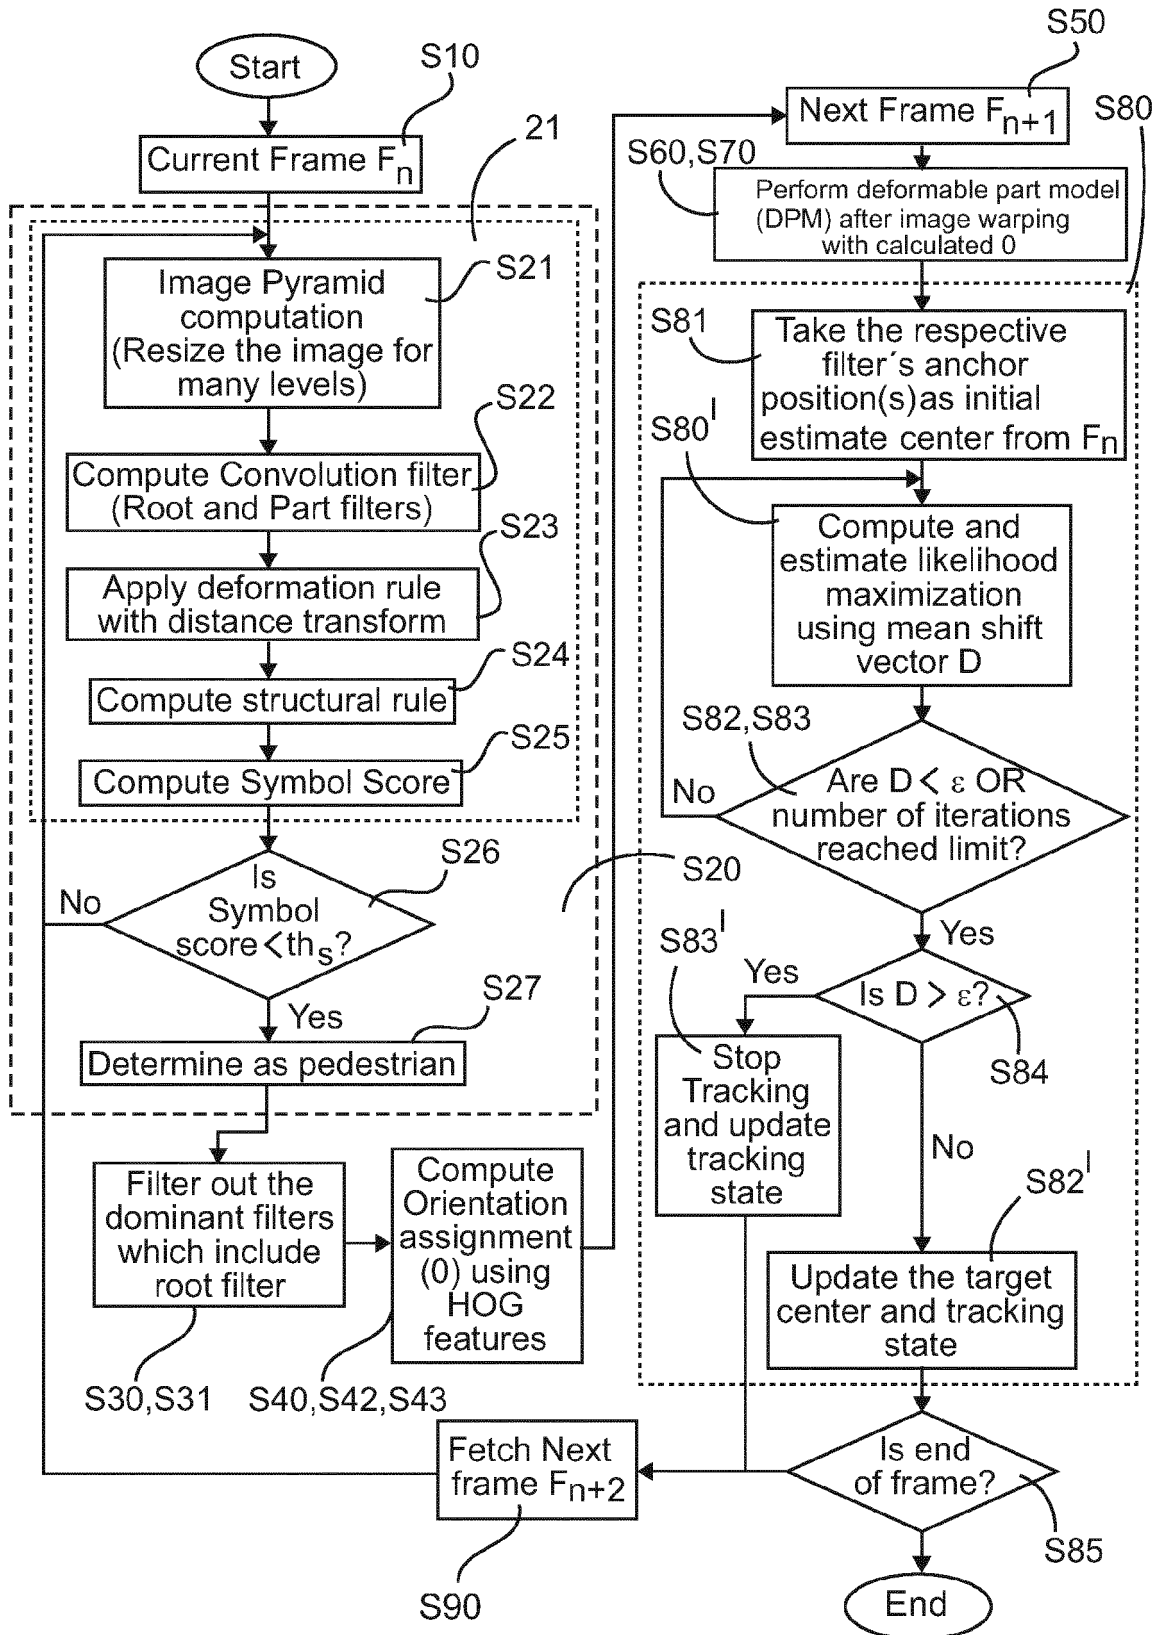 Start
S10
Current Frame Fn
21
S21
Image Pyramid
computation
(Resize the image for
many levels)
S22
Compute Convolution filter
(Root and Part filters)
S23
Apply deformation rule
with distance transform
S24
Compute structural rule
S25
Compute Symbol Score
S26
Is
Symbol
score<ths?
No
S20
Yes
S27
Determine as pedestrian
Filter out the
dominant filters
which include
root filter
S30,S31
Compute
Orientation
assignment
(0) using
HOG
features
S40,S42,S43
S50
Next Frame Fn+1
S80
S60,S70
Perform deformable part model
(DPM) after image warping
with calculated 0
S81
Take the respective
filter´s anchor
position(s)as initial
estimate center from Fn
S80'
Compute and
estimate likelihood
maximization
using mean shift
vector D
S82,S83
Are D< ε OR
number of iterations
reached limit?
No
Yes
S83'
Yes
Is D > ε?
S84
Stop
Tracking
and update
tracking
state
No
S82'
Update the target
center and tracking
state
Is end
of frame?
S85
Fetch Next
frame Fn+2
S90
End